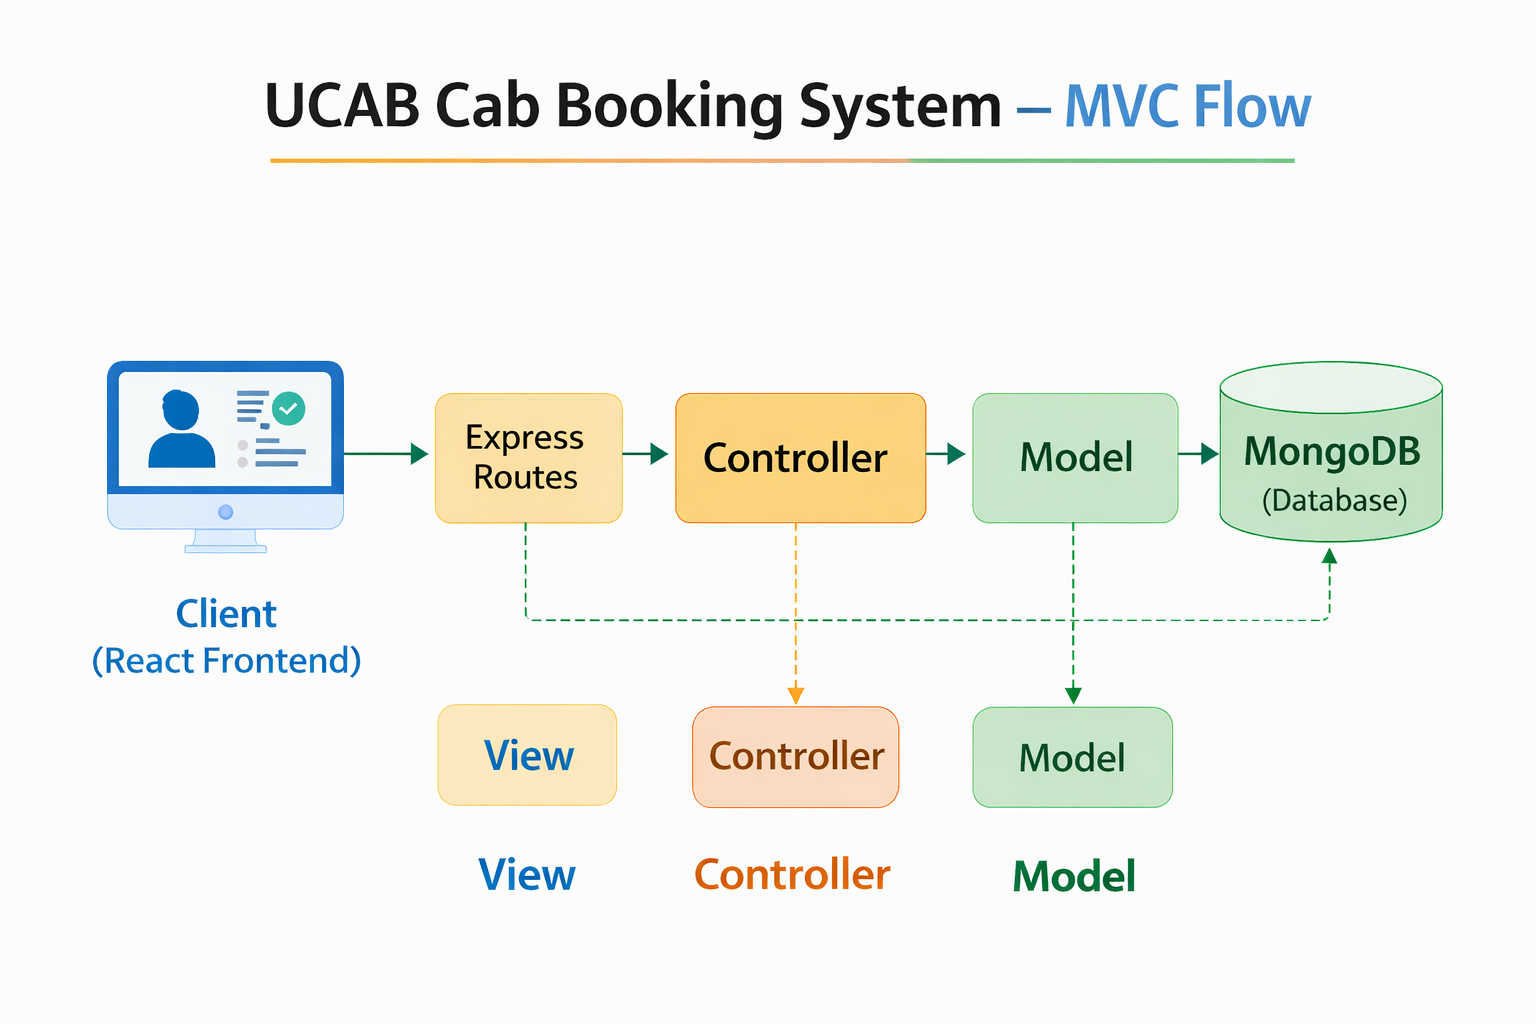 UCAB Cab Booking System – MVC Flow
Express
Routes
Controller
Model
MongoDB
(Database)
Client
(React Frontend)
View
Controller
Model
View
Controller
Model